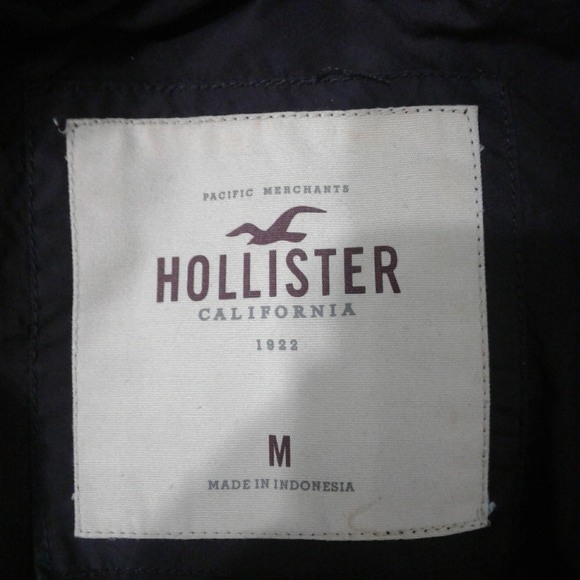 PACIFIC MERCHANTS
HOLLISTER
CALIFORNIA
1922
M
MADE IN INDONESIA